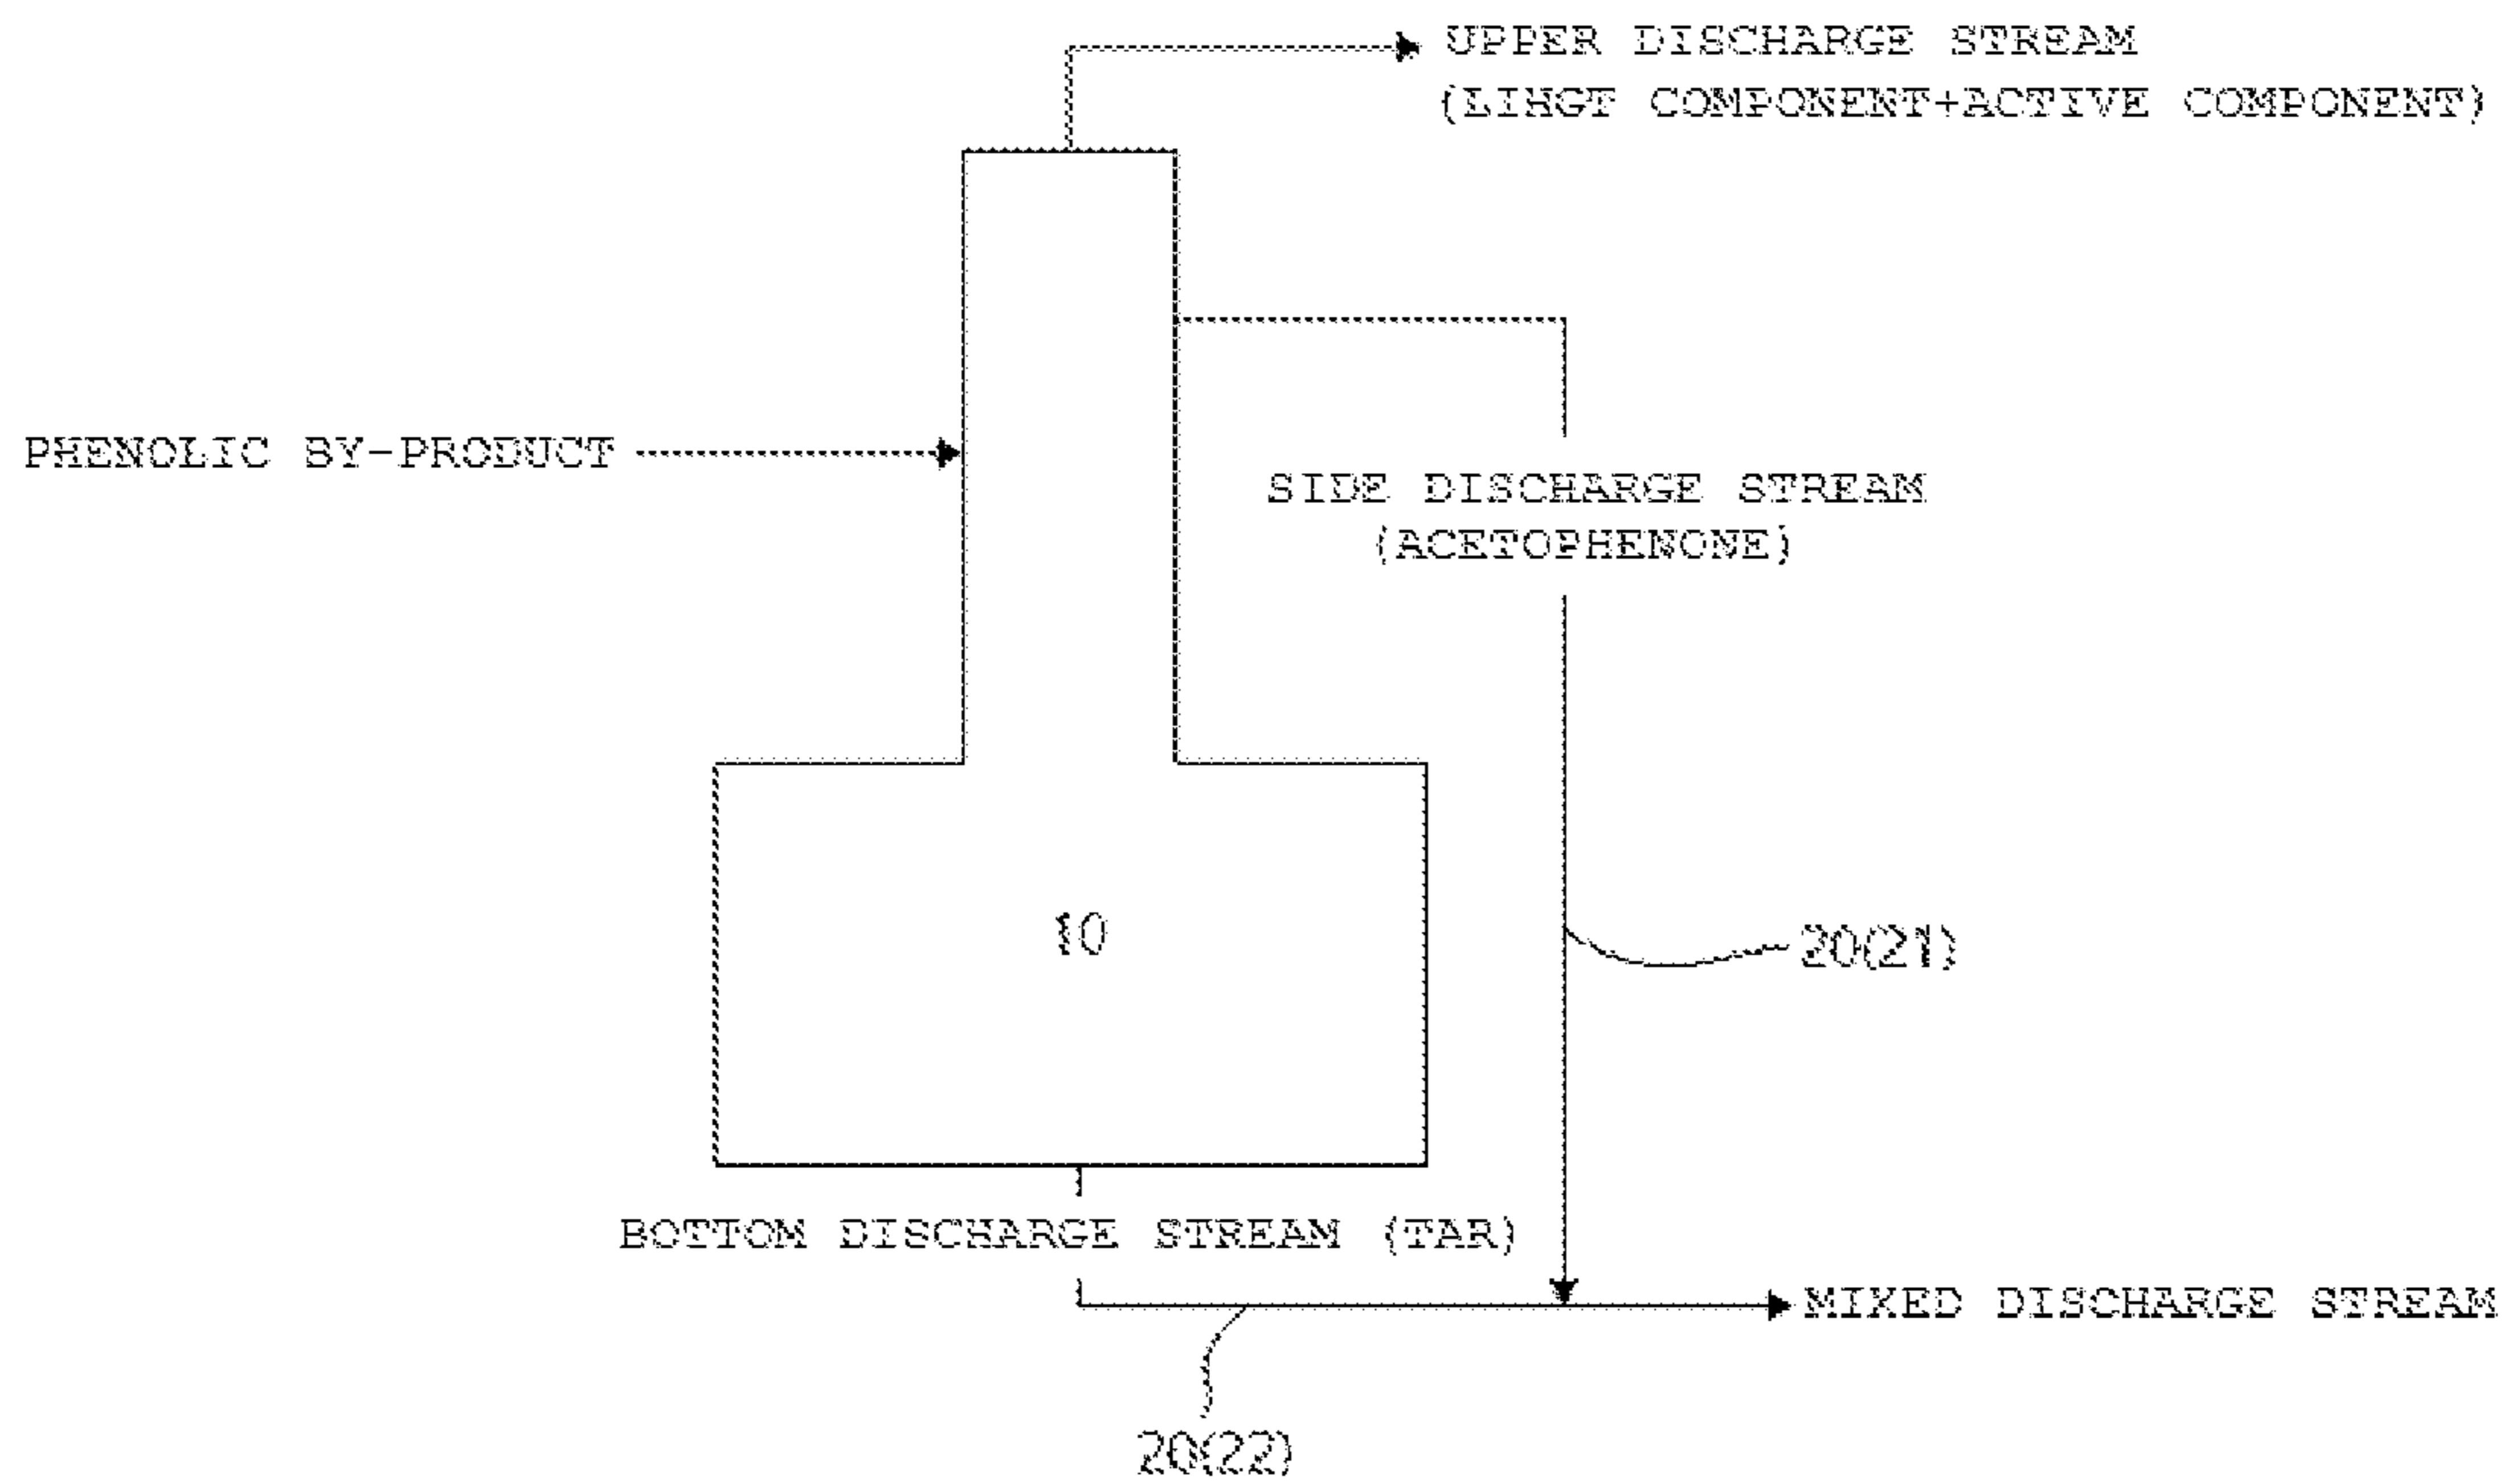 UPPER DISCHARGE STREAM
(LIHGT COMPONENT+ACTIVE COMPONENT)
PHENOLIC BY-PRODUCT
SIDE DISCHARGE STREAM
(ACETOPHENONE)
10
20(21)
BOTTOM DISCHARGE STREAM (TAR)
MIXED DISCHARGE STREAM
20(22)